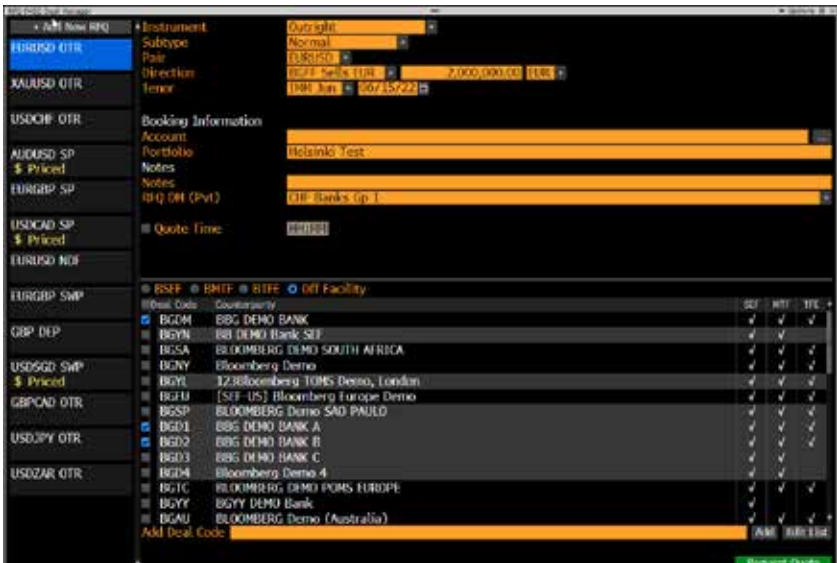 + Add New RFQ
EURUSD OTR
XAUUSD OTR
USDCHF OTR
AUDUSD SP
$ Priced
EURGBP SP
USDCAD SP
$ Priced
EURUSD NDF
EURGBP SWP
GBP DEP
USDSGD SWP
$ Priced
GBPCAD OTR
USDJPY OTR
USDZAR OTR
Instrument Outright
Subtype Normal
Pair EURUSD
Direction Sells EUR 2,000,000.00 EUR
Tenor IMM Jun 06/15/22
Booking Information
Account
Portfolio Helsinki Test
Notes
Notes
RFQ DM (Pvt) CHF Banks Gp 1
Quote Time
BSEF BMTF BTFE Off Facility
Deal Code Counterparty SEF MTF TFE
BGDM BBG DEMO BANK √ √ √
BGYN BB DEMO Bank SEF √ √
BGSA BLOOMBERG DEMO SOUTH AFRICA √ √ √
BGNY Bloomberg Demo √ √ √
BGYL 123Bloomberg TOMS Demo, London √ √ √
BGEU [SEF-US] Bloomberg Europe Demo √ √ √
BGSP BLOOMBERG Demo SAO PAULO √ √ √
BGD1 BBG DEMO BANK A √ √ √
BGD2 BBG DEMO BANK B √ √ √
BGD3 BBG DEMO BANK C √ √
BGD4 Bloomberg Demo 4 √ √
BGTC BLOOMBERG DEMO POMS EUROPE √ √ √
BGYY BGYY DEMO Bank √
BGAU BLOOMBERG Demo (Australia) √ √ √
Add Deal Code Add Edit List
Request Quote